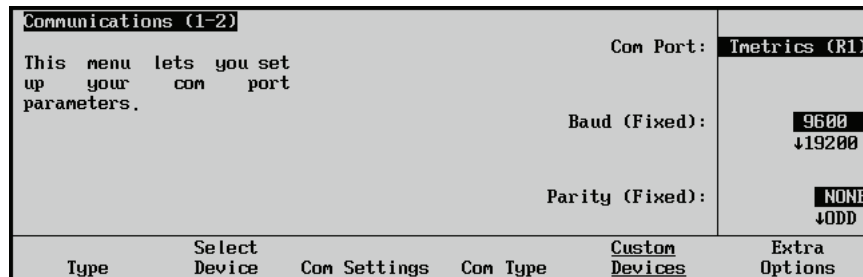 Communications (1-2)
This menu lets you set
up your com port
parameters.
Com Port: Tmetrics (R1)
Baud (Fixed): 9600
↓19200
Parity (Fixed): NONE
↓ODD
Type Select Device Com Settings Com Type Custom Devices Extra Options